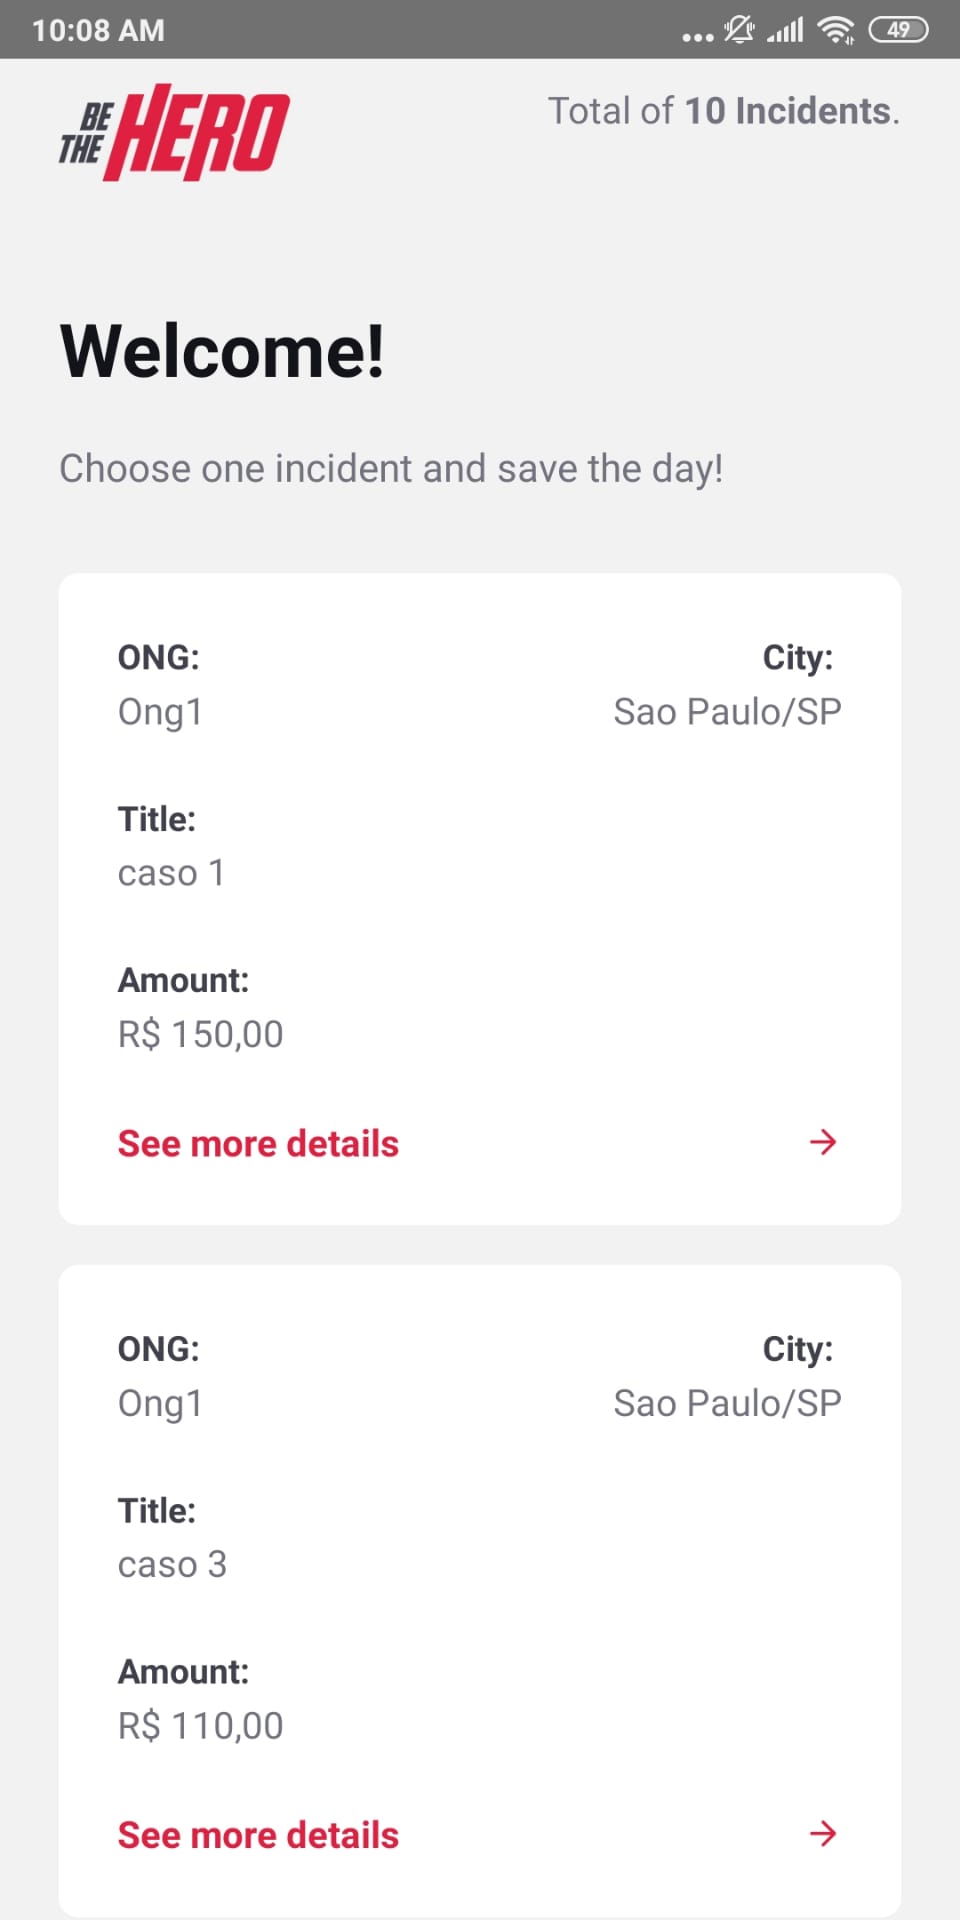 10:08 AM
49
BE THE HERO
Total of 10 Incidents.
Welcome!
Choose one incident and save the day!
ONG: City:
Ong1 Sao Paulo/SP
Title:
caso 1
Amount:
R$ 150,00
See more details
ONG: City:
Ong1 Sao Paulo/SP
Title:
caso 3
Amount:
R$ 110,00
See more details